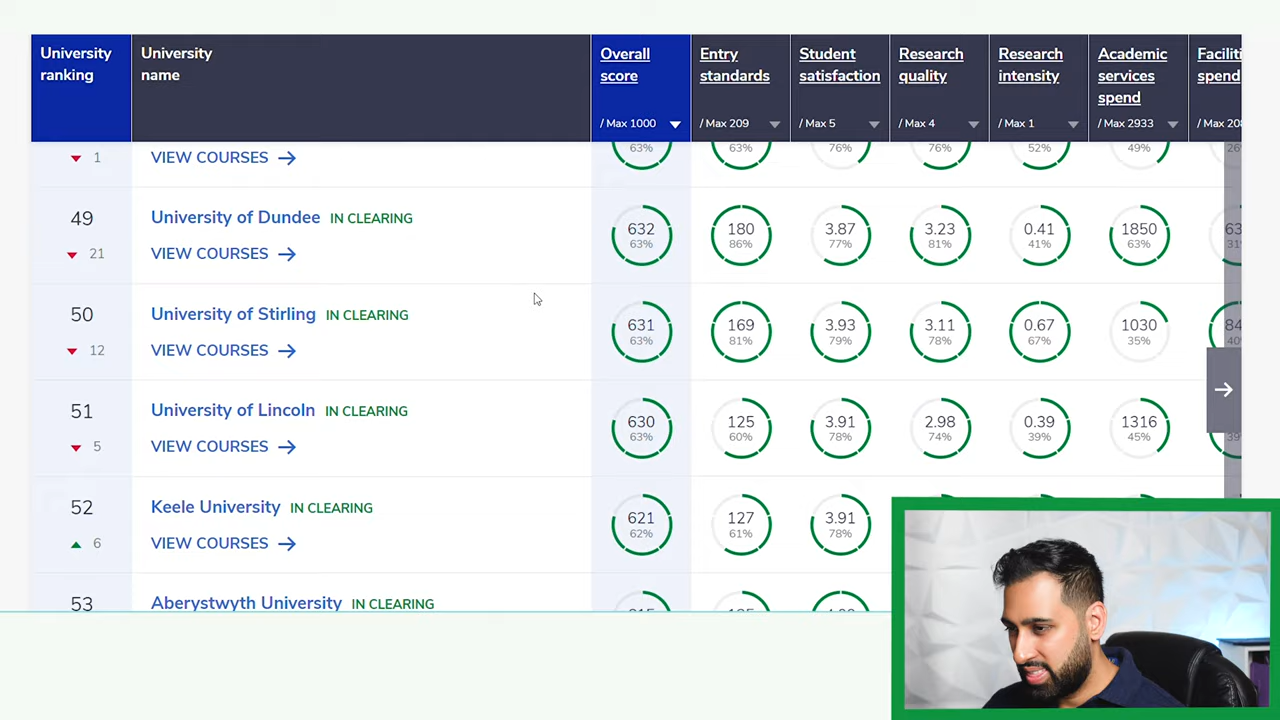 University ranking
University name
Overall score
/ Max 1000
Entry standards
/ Max 209
Student satisfaction
/ Max 5
Research quality
/ Max 4
Research intensity
/ Max 1
Academic services spend
/ Max 2933
spend
1
VIEW COURSES
63%
63%
76%
76%
52%
49%
49
University of Dundee IN CLEARING
21
VIEW COURSES
632
63%
180
86%
3.87
77%
3.23
81%
0.41
41%
1850
63%
50
University of Stirling IN CLEARING
12
VIEW COURSES
631
63%
169
81%
3.93
79%
3.11
78%
0.67
67%
1030
35%
51
University of Lincoln IN CLEARING
5
VIEW COURSES
630
63%
125
60%
3.91
78%
2.98
74%
0.39
39%
1316
45%
52
Keele University IN CLEARING
6
VIEW COURSES
621
62%
127
61%
3.91
78%
53
Aberystwyth University IN CLEARING